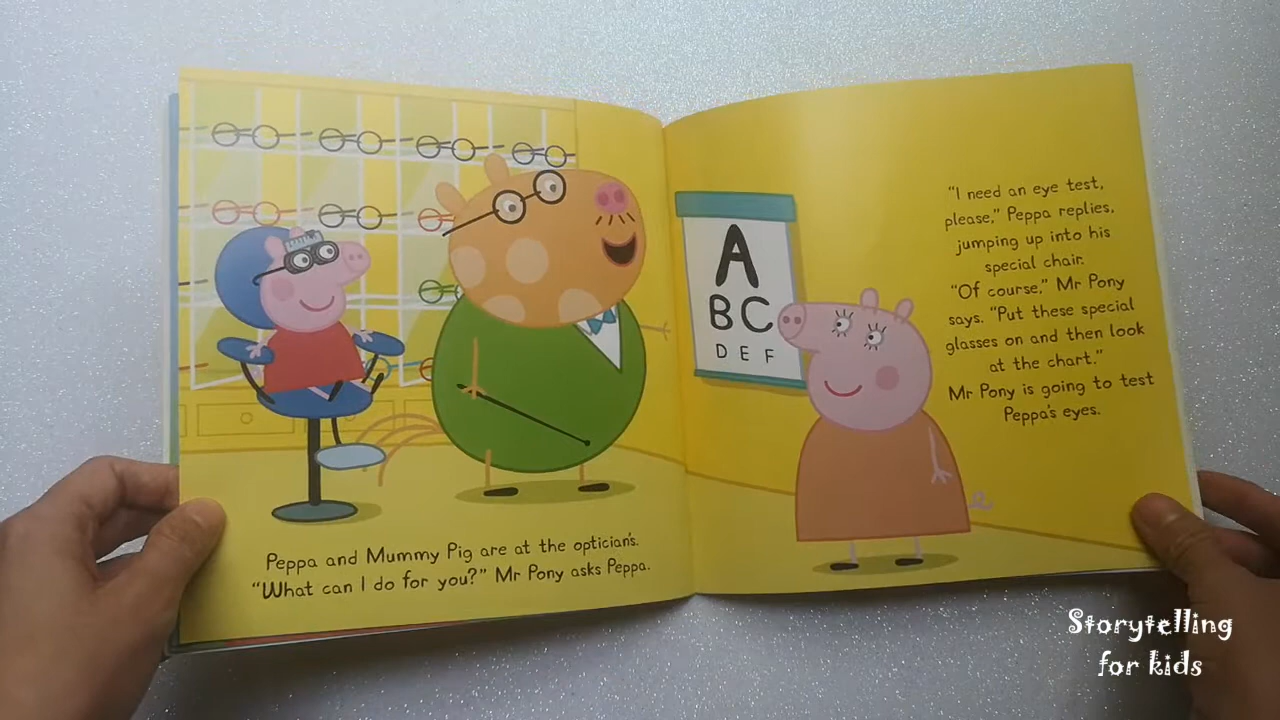 Peppa and Mummy Pig are at the optician's.
"What can I do for you?" Mr Pony asks Peppa.
A
BC
D E F
"I need an eye test,
please," Peppa replies,
jumping up into his
special chair.
"Of course," Mr Pony
says. "Put these special
glasses on and then look
at the chart."
Mr Pony is going to test
Peppa's eyes.
Storytelling
for kids